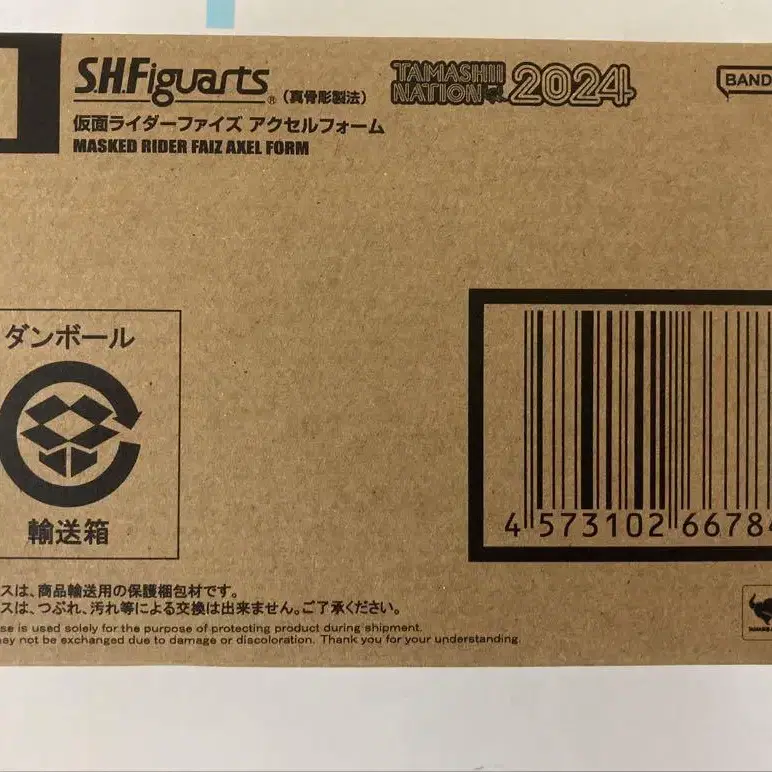 S.H.Figuarts® (真骨彫製法) TAMASHII NATION 2024 BAND
仮面ライダーファイズ アクセルフォーム
MASKED RIDER FAIZ AXEL FORM
ダンボール
輸送箱
4 573102 66784
スは、商品輸送用の保護梱包材です。
スは、つぶれ、汚れ等による交換は出来ません。ご了承ください。
se is used solely for the purpose of protecting product during shipment.
may not be exchanged due to damage or discoloration. Thank you for your understanding.